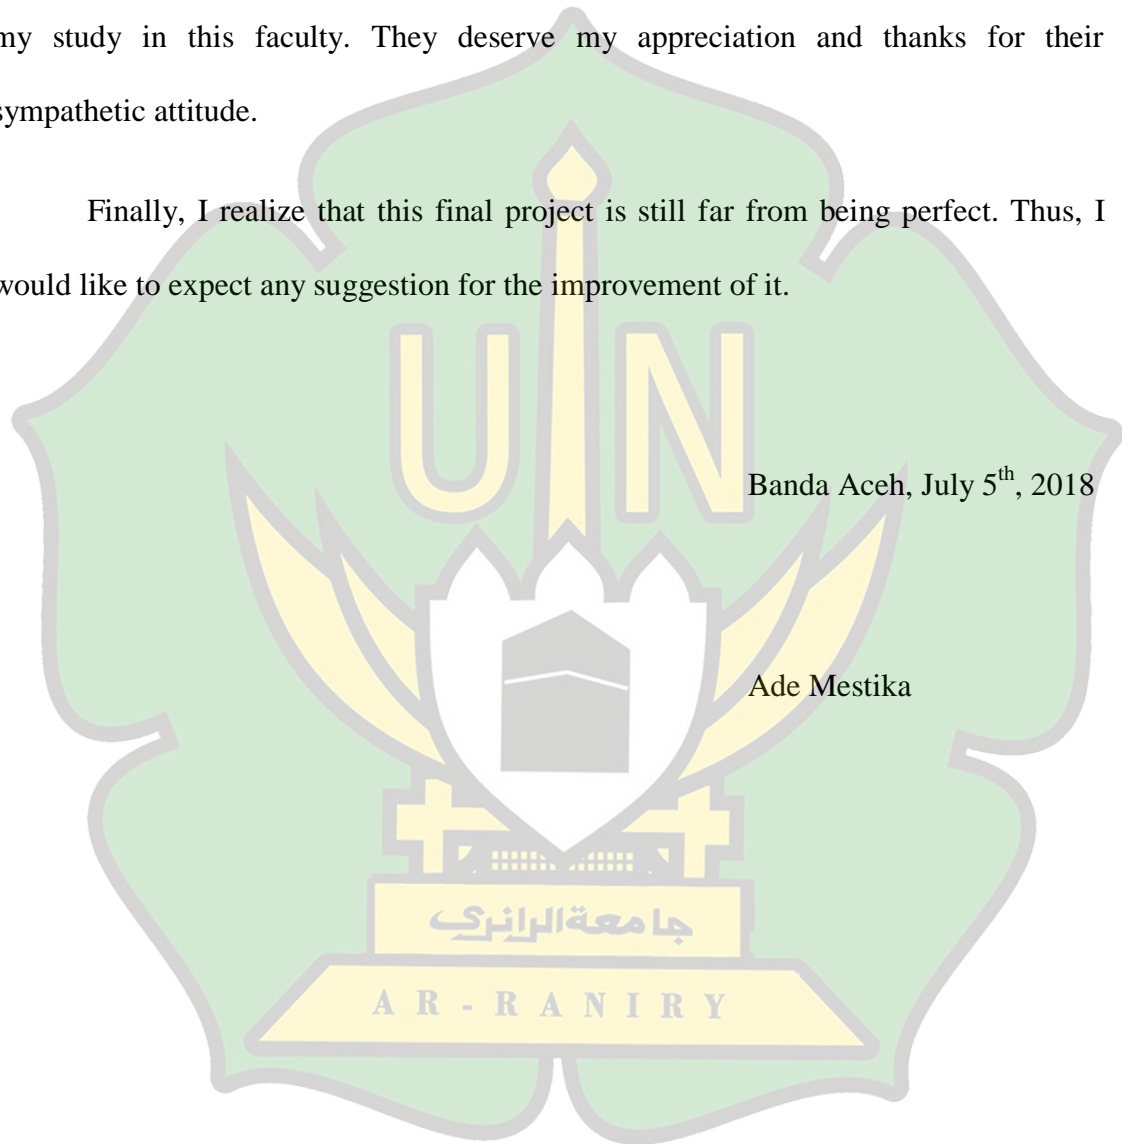 my study in this faculty. They deserve my appreciation and thanks for their
sympathetic attitude.
Finally, I realize that this final project is still far from being perfect. Thus, I
would like to expect any suggestion for the improvement of it.
UIN
Banda Aceh, July 5th, 2018
Ade Mestika
جامعة الرانري
AR-RANIRY